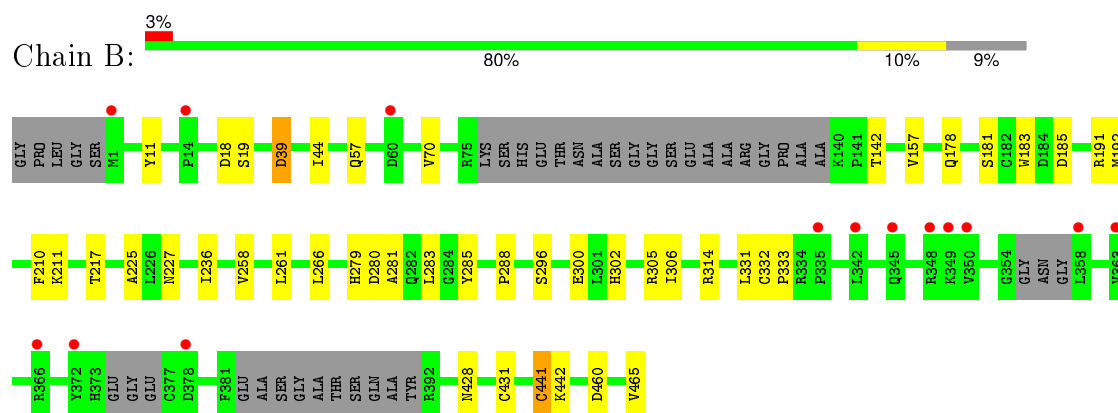 3%
Chain B:
80% 10% 9%
GLY PRO LEU GLY SER M1 Y11 P14 D18 S19 D39 I44 Q57 D60 V70 R75 LYS SER HIS GLU THR ASN ALA SER GLY GLY SER GLU ALA ALA ARG GLY PRO ALA ALA K140 P141 T142 V157 Q178 S181 C182 W183 D184 D185 R191
F210 K211 T217 A225 L226 N227 I236 V258 L261 L266 H279 D280 A281 Q282 L283 G284 Y285 P288 S296 E300 L301 H302 R305 I306 R314 L331 C332 P333 R334 P335 L342 Q345 R348 K349 V350 G354 GLY ASN GLY L358
R366 Y372 H373 GLU GLY GLU C377 D378 F381 GLU ALA SER GLY ALA THR SER GLN ALA TYR R392 N428 C431 C441 K442 D460 V465